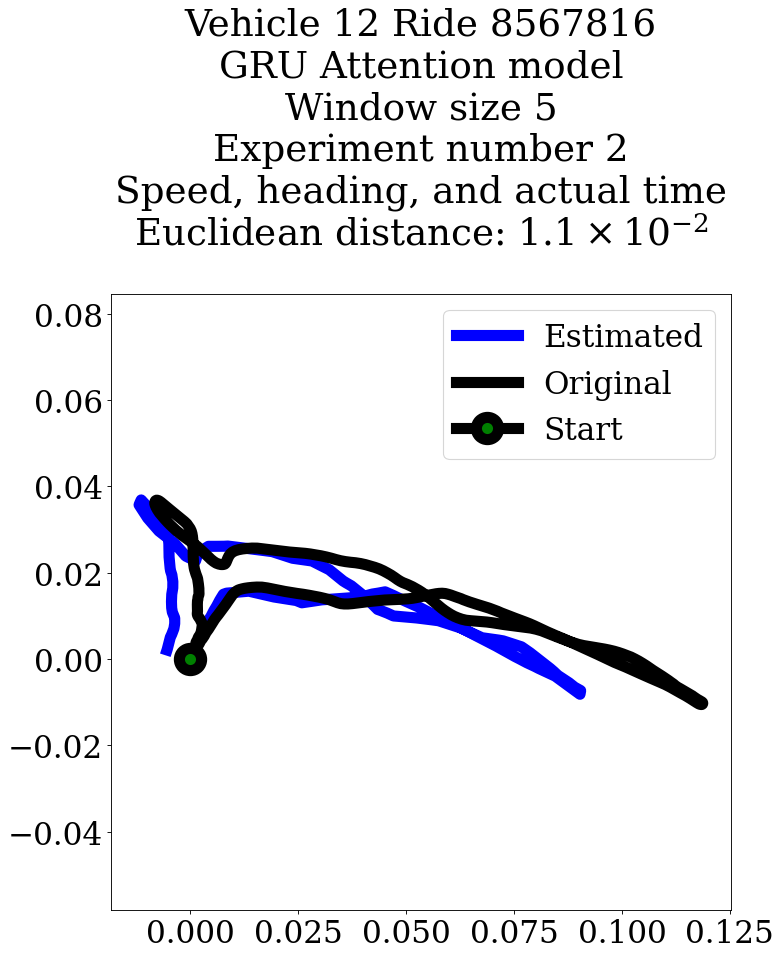 Vehicle 12 Ride 8567816
GRU Attention model
Window size 5
Experiment number 2
Speed, heading, and actual time
Euclidean distance: 1.1 × 10⁻²
Estimated
Original
Start
0.08
0.06
0.04
0.02
0.00
−0.02
−0.04
0.000 0.025 0.050 0.075 0.100 0.125